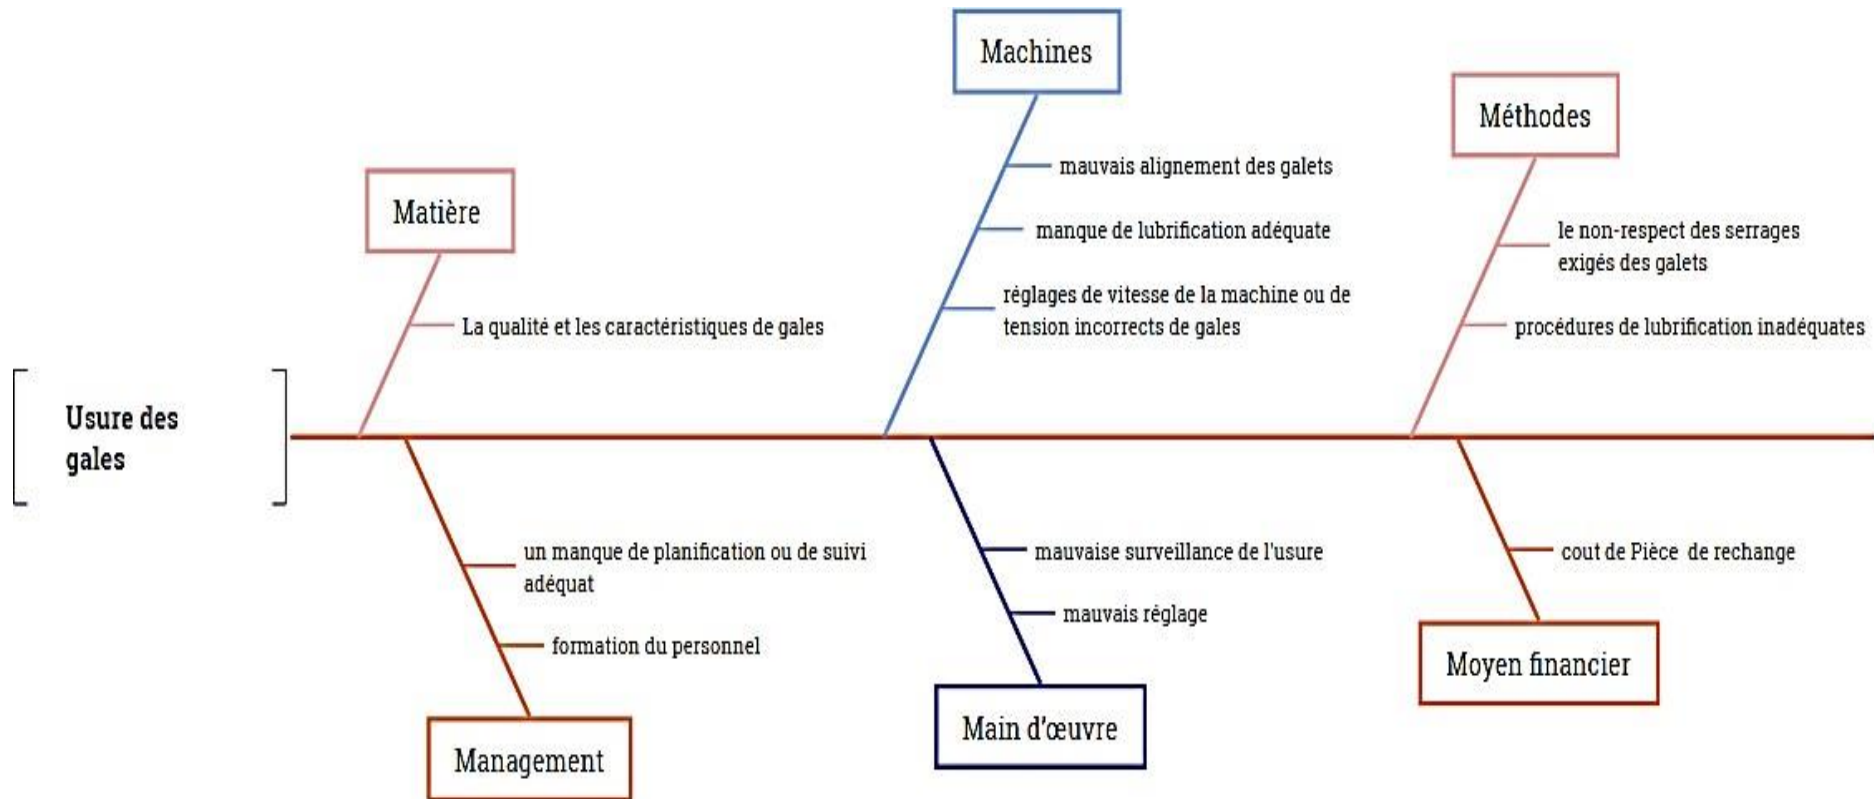 Machines
Méthodes
Matière
mauvais alignement des galets
manque de lubrification adéquate
réglages de vitesse de la machine ou de
tension incorrects de gales
le non-respect des serrages
exigés des galets
La qualité et les caractéristiques de gales
procédures de lubrification inadéquates
Usure des
gales
un manque de planification ou de suivi
adéquat
formation du personnel
mauvaise surveillance de l'usure
mauvais réglage
cout de Pièce de rechange
Management
Main d'œuvre
Moyen financier